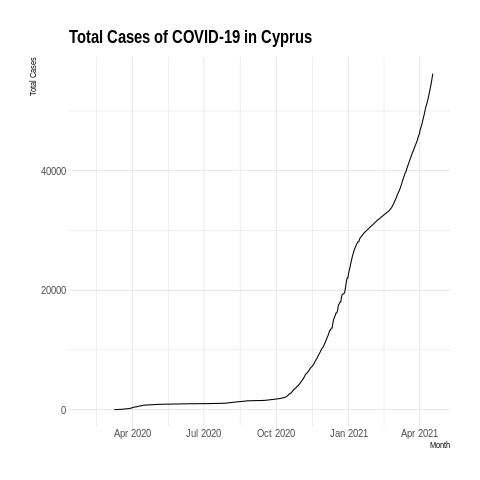 Total Cases of COVID-19 in Cyprus
Total Cases
40000
20000
0
Apr 2020 Jul 2020 Oct 2020 Jan 2021 Apr 2021
Month